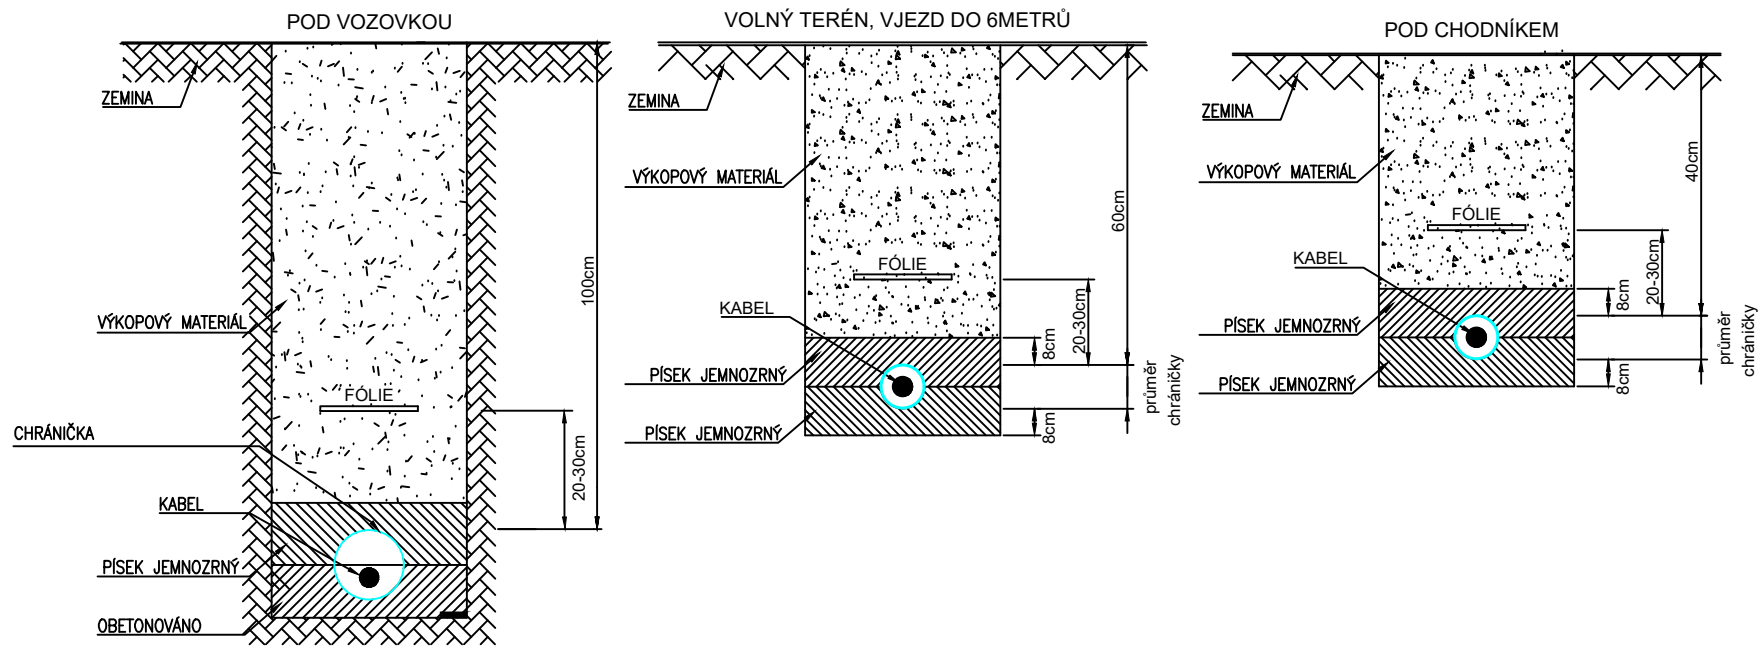 POD VOZOVKOU
ZEMINA
VÝKOPOVÝ MATERIÁL
FÓLIE
CHRÁNIČKA
KABEL
PÍSEK JEMNOZRNÝ
OBETONOVÁNO
20-30cm
100cm
VOLNÝ TERÉN, VJEZD DO 6METRŮ
ZEMINA
VÝKOPOVÝ MATERIÁL
FÓLIE
KABEL
PÍSEK JEMNOZRNÝ
PÍSEK JEMNOZRNÝ
8cm
8cm
20-30cm
60cm
průměr
chráničky
POD CHODNÍKEM
ZEMINA
VÝKOPOVÝ MATERIÁL
FÓLIE
KABEL
PÍSEK JEMNOZRNÝ
PÍSEK JEMNOZRNÝ
8cm
8cm
20-30cm
40cm
průměr
chráničky